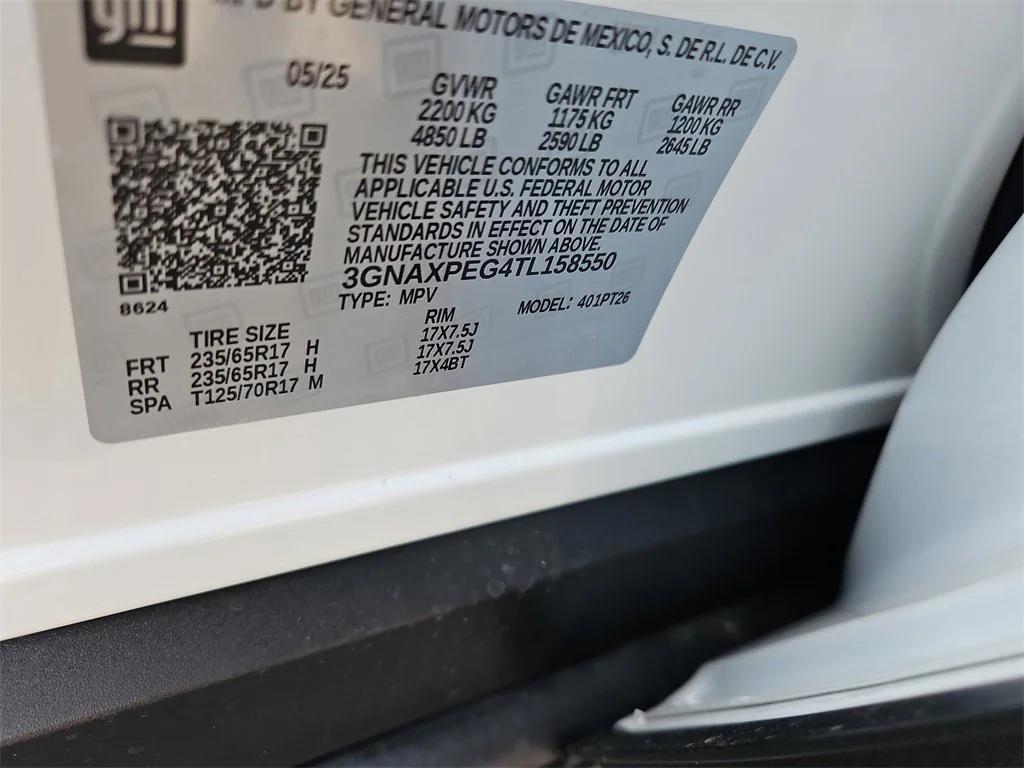 gm
MFD BY GENERAL MOTORS DE MEXICO, S. DE R.L. DE C.V.
05/25
GVWR GAWR FRT GAWR RR
2200 KG 1175 KG 1200 KG
4850 LB 2590 LB 2645 LB
THIS VEHICLE CONFORMS TO ALL
APPLICABLE U.S. FEDERAL MOTOR
VEHICLE SAFETY AND THEFT PREVENTION
STANDARDS IN EFFECT ON THE DATE OF
MANUFACTURE SHOWN ABOVE.
3GNAXPEG4TL158550
TYPE: MPV MODEL: 401PT26
8624
TIRE SIZE RIM
FRT 235/65R17 H 17X7.5J
RR 235/65R17 H 17X7.5J
SPA T125/70R17 M 17X4BT